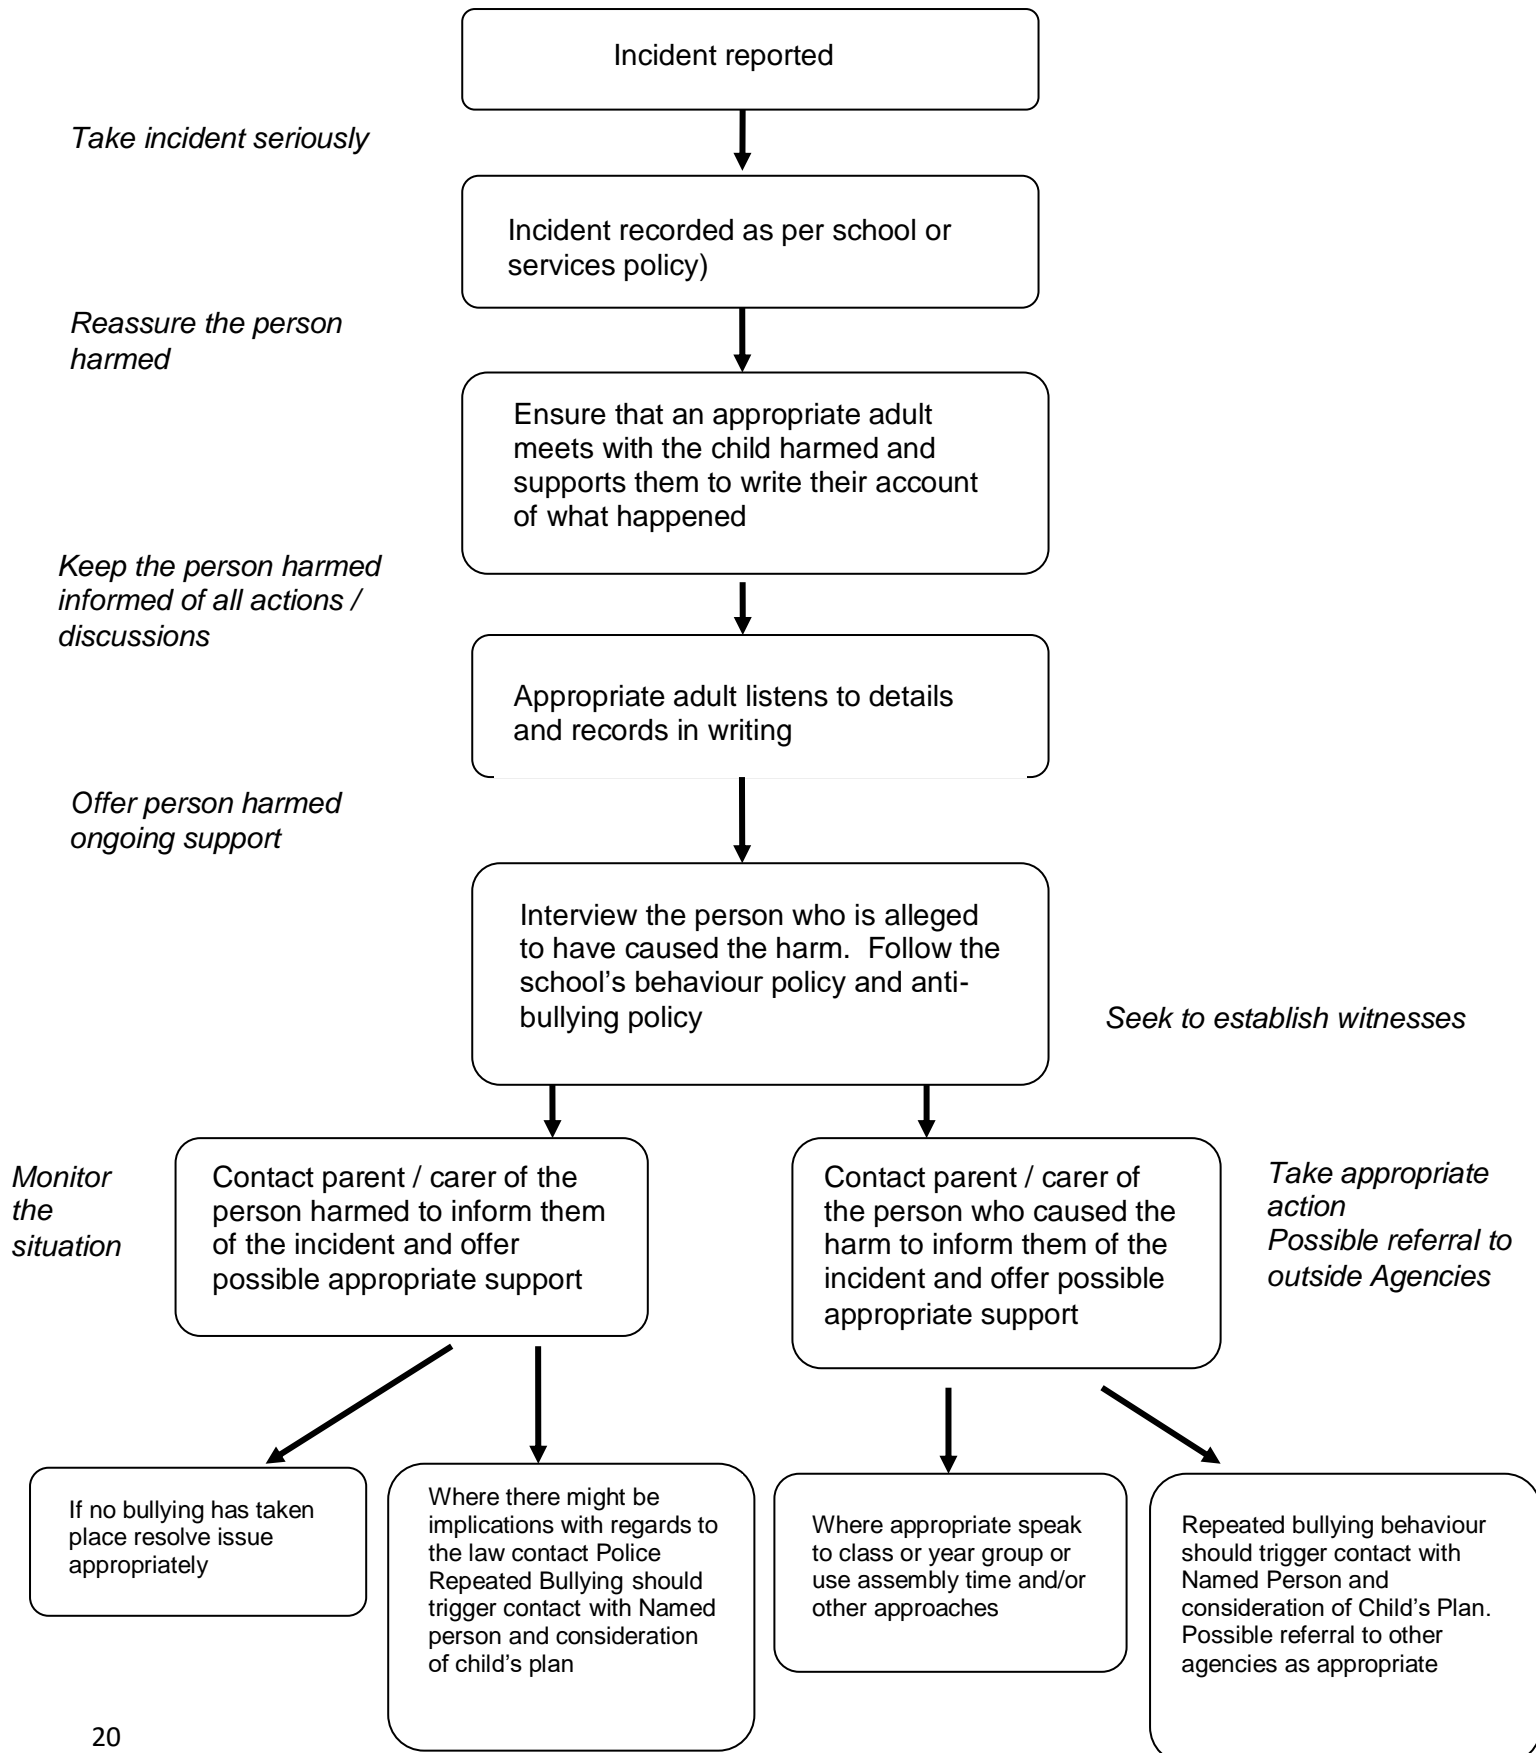 Incident reported
Take incident seriously
Incident recorded as per school or
services policy)
Reassure the person
harmed
Ensure that an appropriate adult
meets with the child harmed and
supports them to write their account
of what happened
Keep the person harmed
informed of all actions /
discussions
Appropriate adult listens to details
and records in writing
Offer person harmed
ongoing support
Interview the person who is alleged
to have caused the harm.  Follow the
school’s behaviour policy and anti-
bullying policy
Seek to establish witnesses
Monitor
the
situation
Contact parent / carer of the
person harmed to inform them
of the incident and offer
possible appropriate support
Contact parent / carer of
the person who caused the
harm to inform them of the
incident and offer possible
appropriate support
Take appropriate
action
Possible referral to
outside Agencies
If no bullying has taken
place resolve issue
appropriately
Where there might be
implications with regards to
the law contact Police
Repeated Bullying should
trigger contact with Named
person and consideration
of child’s plan
Where appropriate speak
to class or year group or
use assembly time and/or
other approaches
Repeated bullying behaviour
should trigger contact with
Named Person and
consideration of Child’s Plan.
Possible referral to other
agencies as appropriate
20